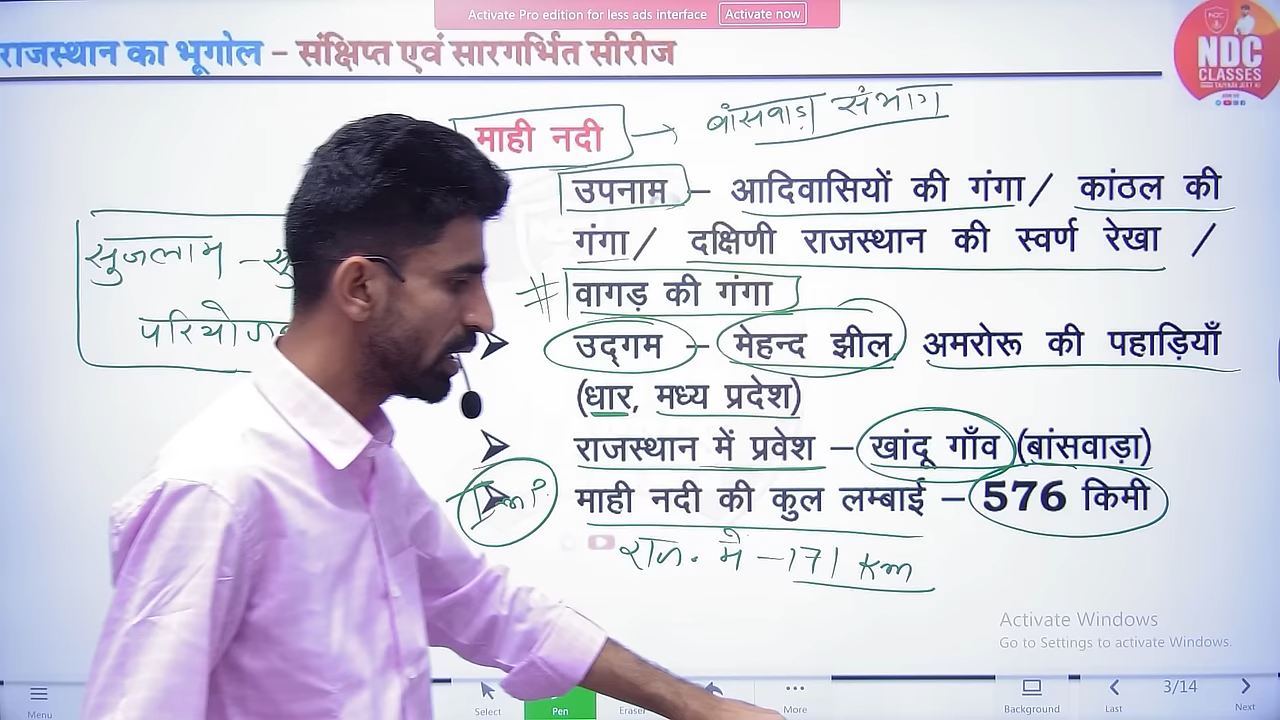 Activate Pro edition for less ads interface Activate now
राजस्थान का भूगोल – संक्षिप्त एवं सारगर्भित सीरीज
NDC
CLASSES
माही नदी → बांसवाड़ा संभाग
उपनाम – आदिवासियों की गंगा/ कांठल की
गंगा/ दक्षिणी राजस्थान की स्वर्ण रेखा /
# वागड़ की गंगा
सुजलाम - सु
परियोज
उद्गम – मेहन्द झील अमरोरू की पहाड़ियाँ
(धार, मध्य प्रदेश)
राजस्थान में प्रवेश – खांदू गाँव (बांसवाड़ा)
Imp. माही नदी की कुल लम्बाई – 576 किमी
राज. में – 171 km
Activate Windows
Go to Settings to activate Windows.
Menu Select Pen Eraser More Background Last 3/14 Next